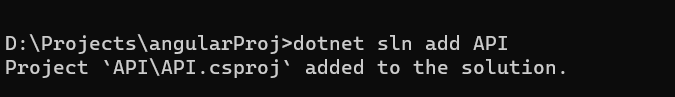 D:\Projects\angularProj>dotnet sln add API
Project `API\API.csproj` added to the solution.